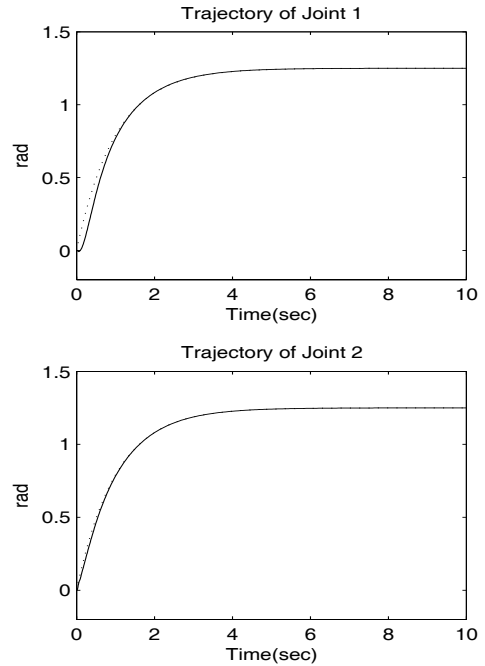 Trajectory of Joint 1
1.5
1
0.5
0
rad
0 2 4 6 8 10
Time(sec)
Trajectory of Joint 2
1.5
1
0.5
0
rad
0 2 4 6 8 10
Time(sec)